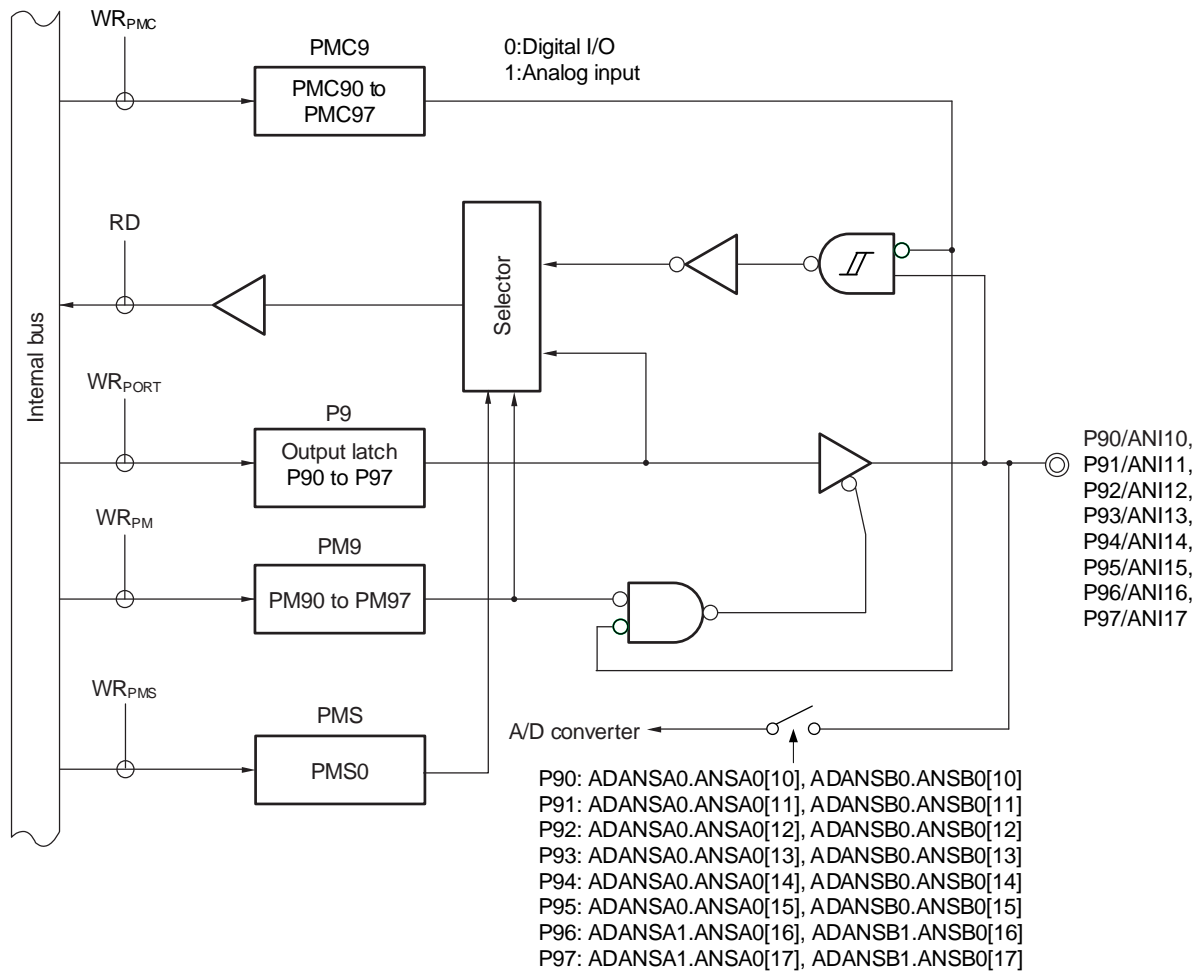 WRPMC
PMC9
0:Digital I/O
1:Analog input
PMC90 to
PMC97
RD
Selector
Internal bus
WRPORT
P9
Output latch
P90 to P97
P90/ANI10,
P91/ANI11,
P92/ANI12,
P93/ANI13,
P94/ANI14,
P95/ANI15,
P96/ANI16,
P97/ANI17
WRPM
PM9
PM90 to PM97
WRPMS
PMS
PMS0
A/D converter
P90: ADANSA0.ANSA0[10], ADANSB0.ANSB0[10]
P91: ADANSA0.ANSA0[11], ADANSB0.ANSB0[11]
P92: ADANSA0.ANSA0[12], ADANSB0.ANSB0[12]
P93: ADANSA0.ANSA0[13], ADANSB0.ANSB0[13]
P94: ADANSA0.ANSA0[14], ADANSB0.ANSB0[14]
P95: ADANSA0.ANSA0[15], ADANSB0.ANSB0[15]
P96: ADANSA1.ANSA0[16], ADANSB1.ANSB0[16]
P97: ADANSA1.ANSA0[17], ADANSB1.ANSB0[17]